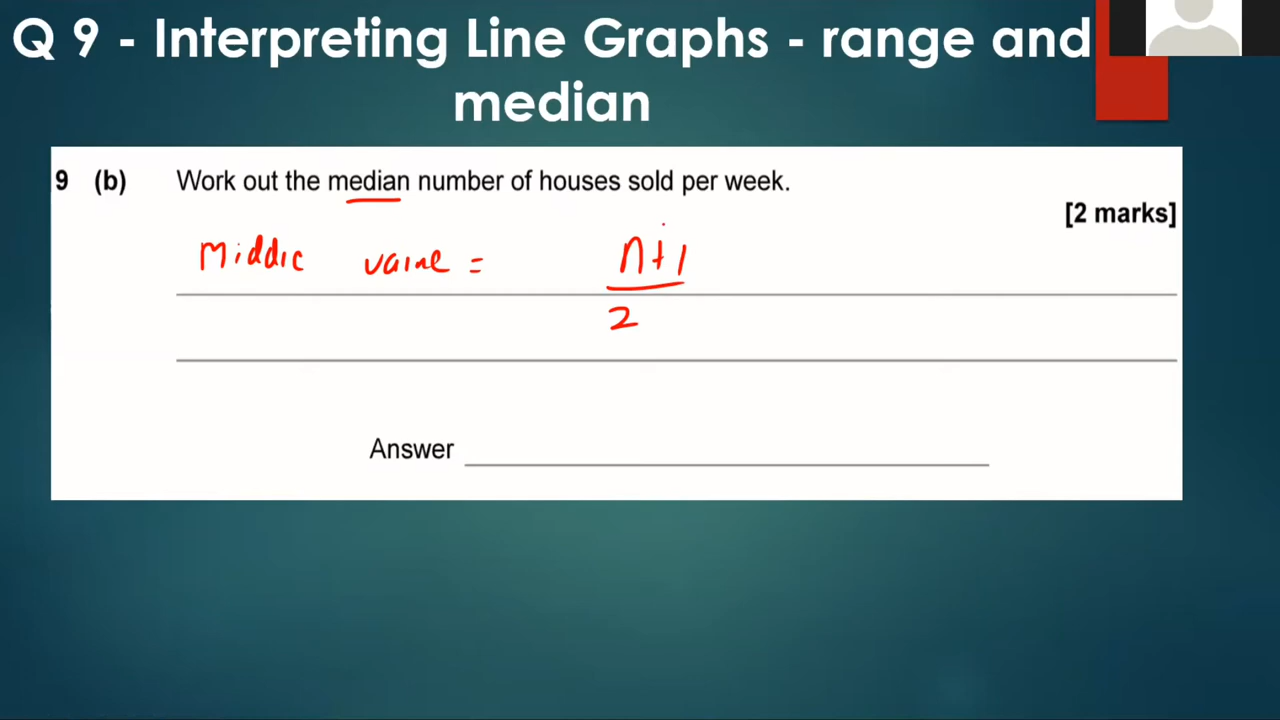 Q 9 - Interpreting Line Graphs - range and
median
9 (b) Work out the median number of houses sold per week.
[2 marks]
Middle value = n+1
2
Answer